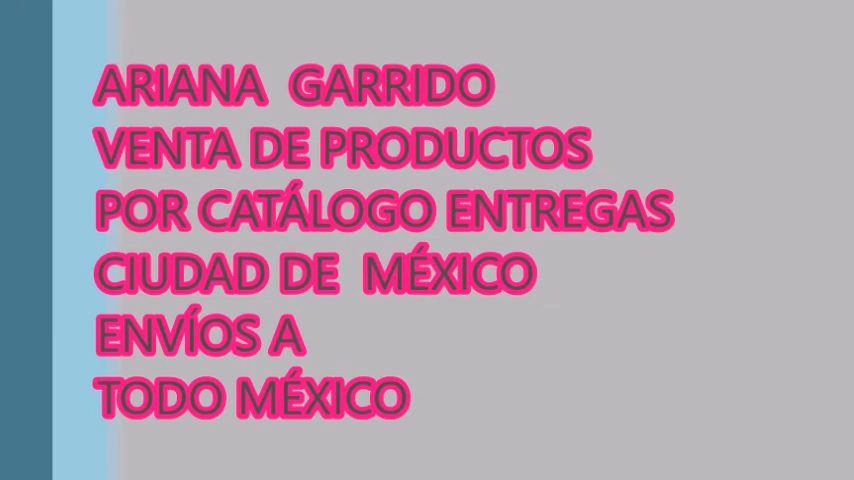 ARIANA GARRIDO
VENTA DE PRODUCTOS
POR CATÁLOGO ENTREGAS
CIUDAD DE MÉXICO
ENVÍOS A
TODO MÉXICO